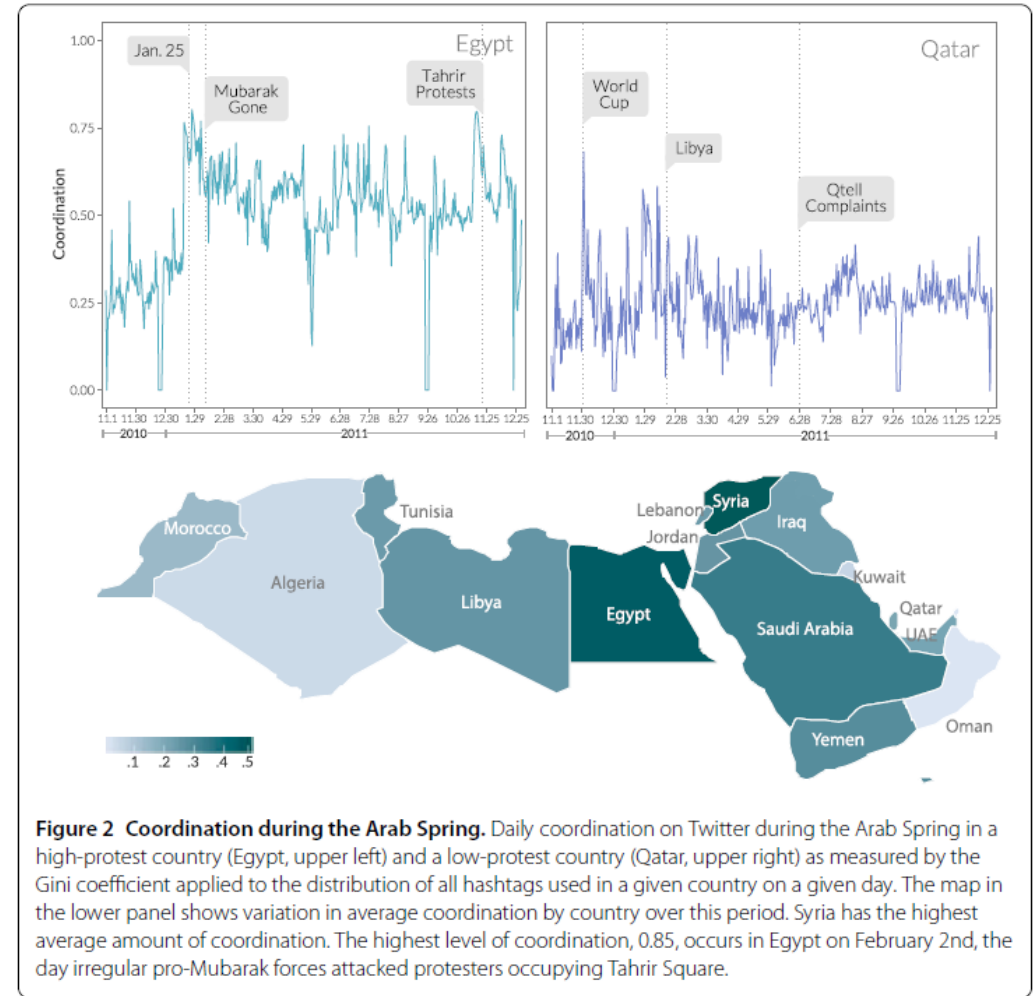 Egypt
1.00
0.75
0.50
0.25
0.00
Coordination
Jan. 25
Mubarak
Gone
Tahrir
Protests
11.1 11.30 12.30 1.29 2.28 3.30 4.29 5.29 6.28 7.28 8.27 9.26 10.26 11.25 12.25
2010 2011
Qatar
World
Cup
Libya
Qtell
Complaints
11.1 11.30 12.30 1.29 2.28 3.30 4.29 5.29 6.28 7.28 8.27 9.26 10.26 11.25 12.25
2010 2011
Morocco
Algeria
Tunisia
Libya
Egypt
Lebanon
Syria
Jordan
Iraq
Kuwait
Qatar
UAE
Saudi Arabia
Oman
Yemen
.1 .2 .3 .4 .5
Figure 2 Coordination during the Arab Spring. Daily coordination on Twitter during the Arab Spring in a
high-protest country (Egypt, upper left) and a low-protest country (Qatar, upper right) as measured by the
Gini coefficient applied to the distribution of all hashtags used in a given country on a given day. The map in
the lower panel shows variation in average coordination by country over this period. Syria has the highest
average amount of coordination. The highest level of coordination, 0.85, occurs in Egypt on February 2nd, the
day irregular pro-Mubarak forces attacked protesters occupying Tahrir Square.